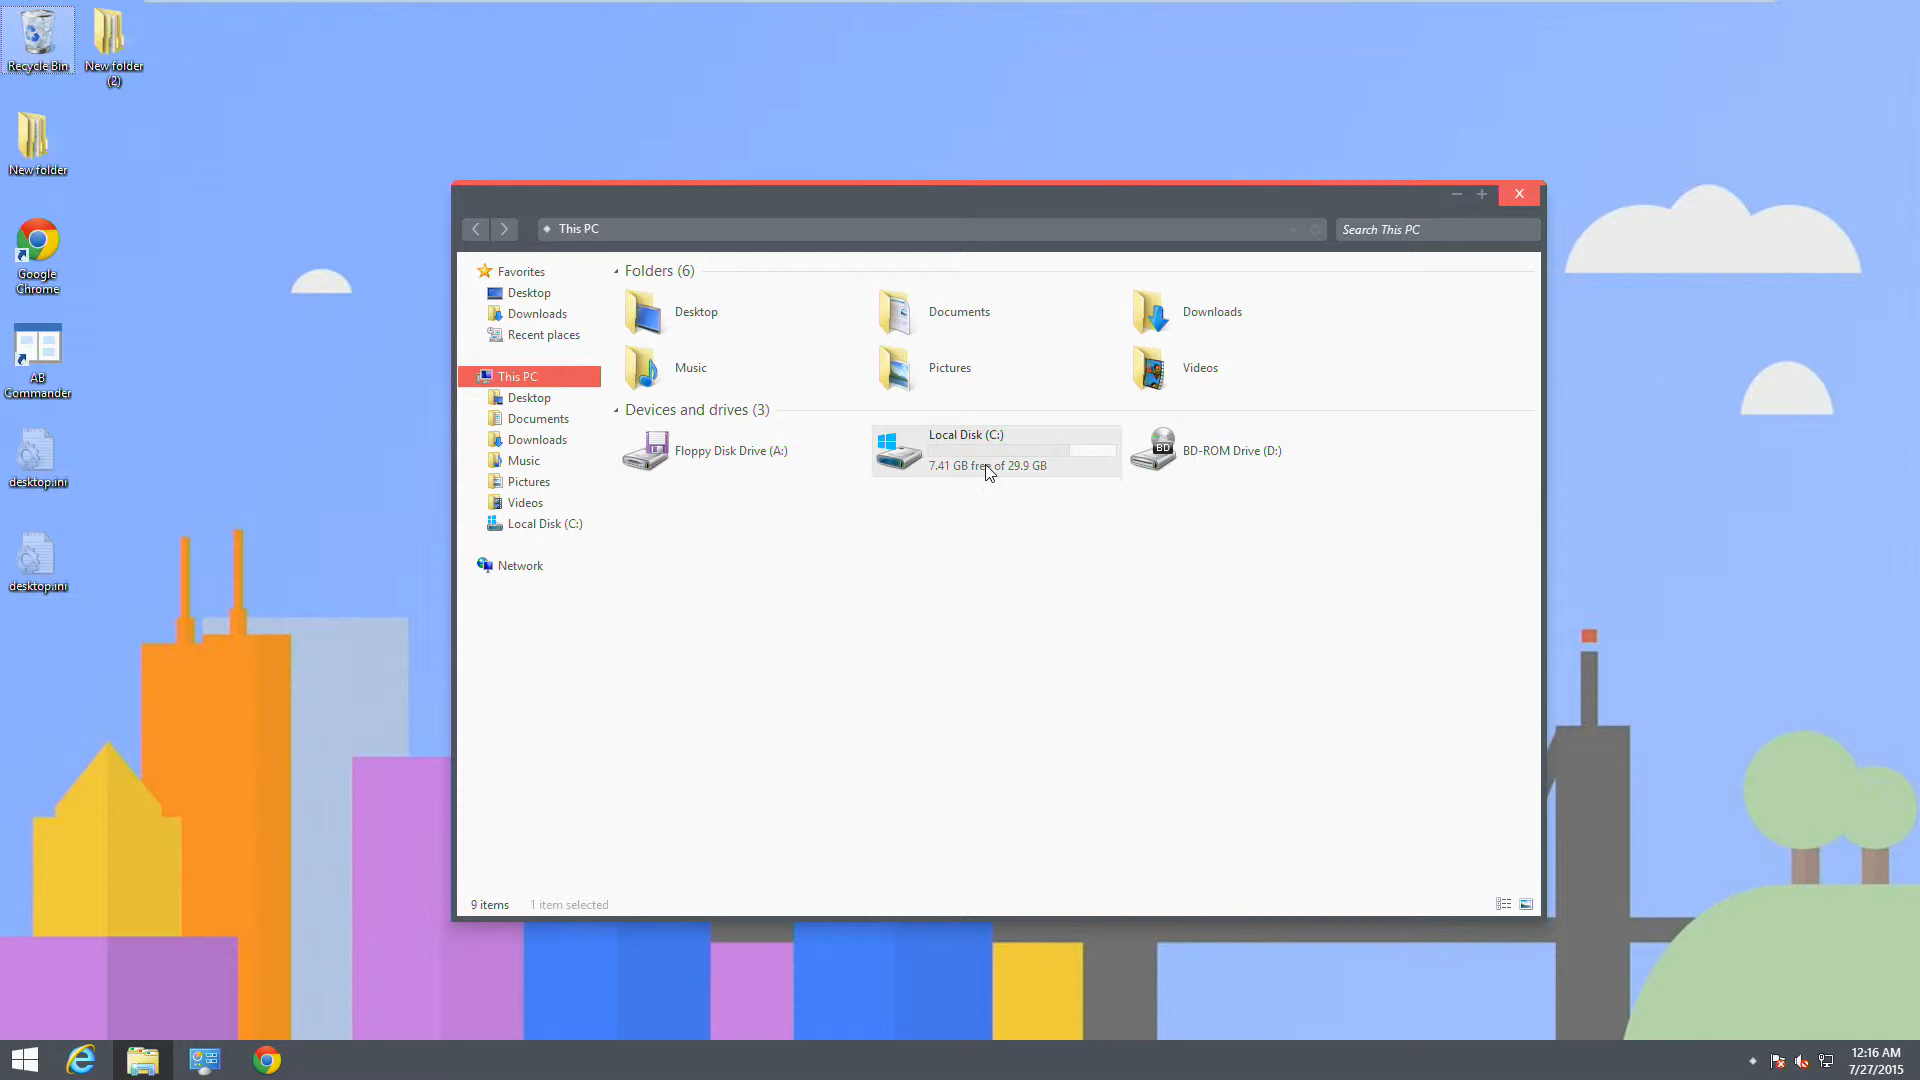 Recycle Bin
New folder
(2)
New folder
Google
Chrome
AB
Commander
desktop.ini
desktop.ini
This PC
Search This PC
Favorites
Desktop
Downloads
Recent places
This PC
Desktop
Documents
Downloads
Music
Pictures
Videos
Local Disk (C:)
Network
Folders (6)
Desktop
Documents
Downloads
Music
Pictures
Videos
Devices and drives (3)
Floppy Disk Drive (A:)
Local Disk (C:)
7.41 GB free of 29.9 GB
BD
BD-ROM Drive (D:)
9 items
1 item selected
12:16 AM
7/27/2015